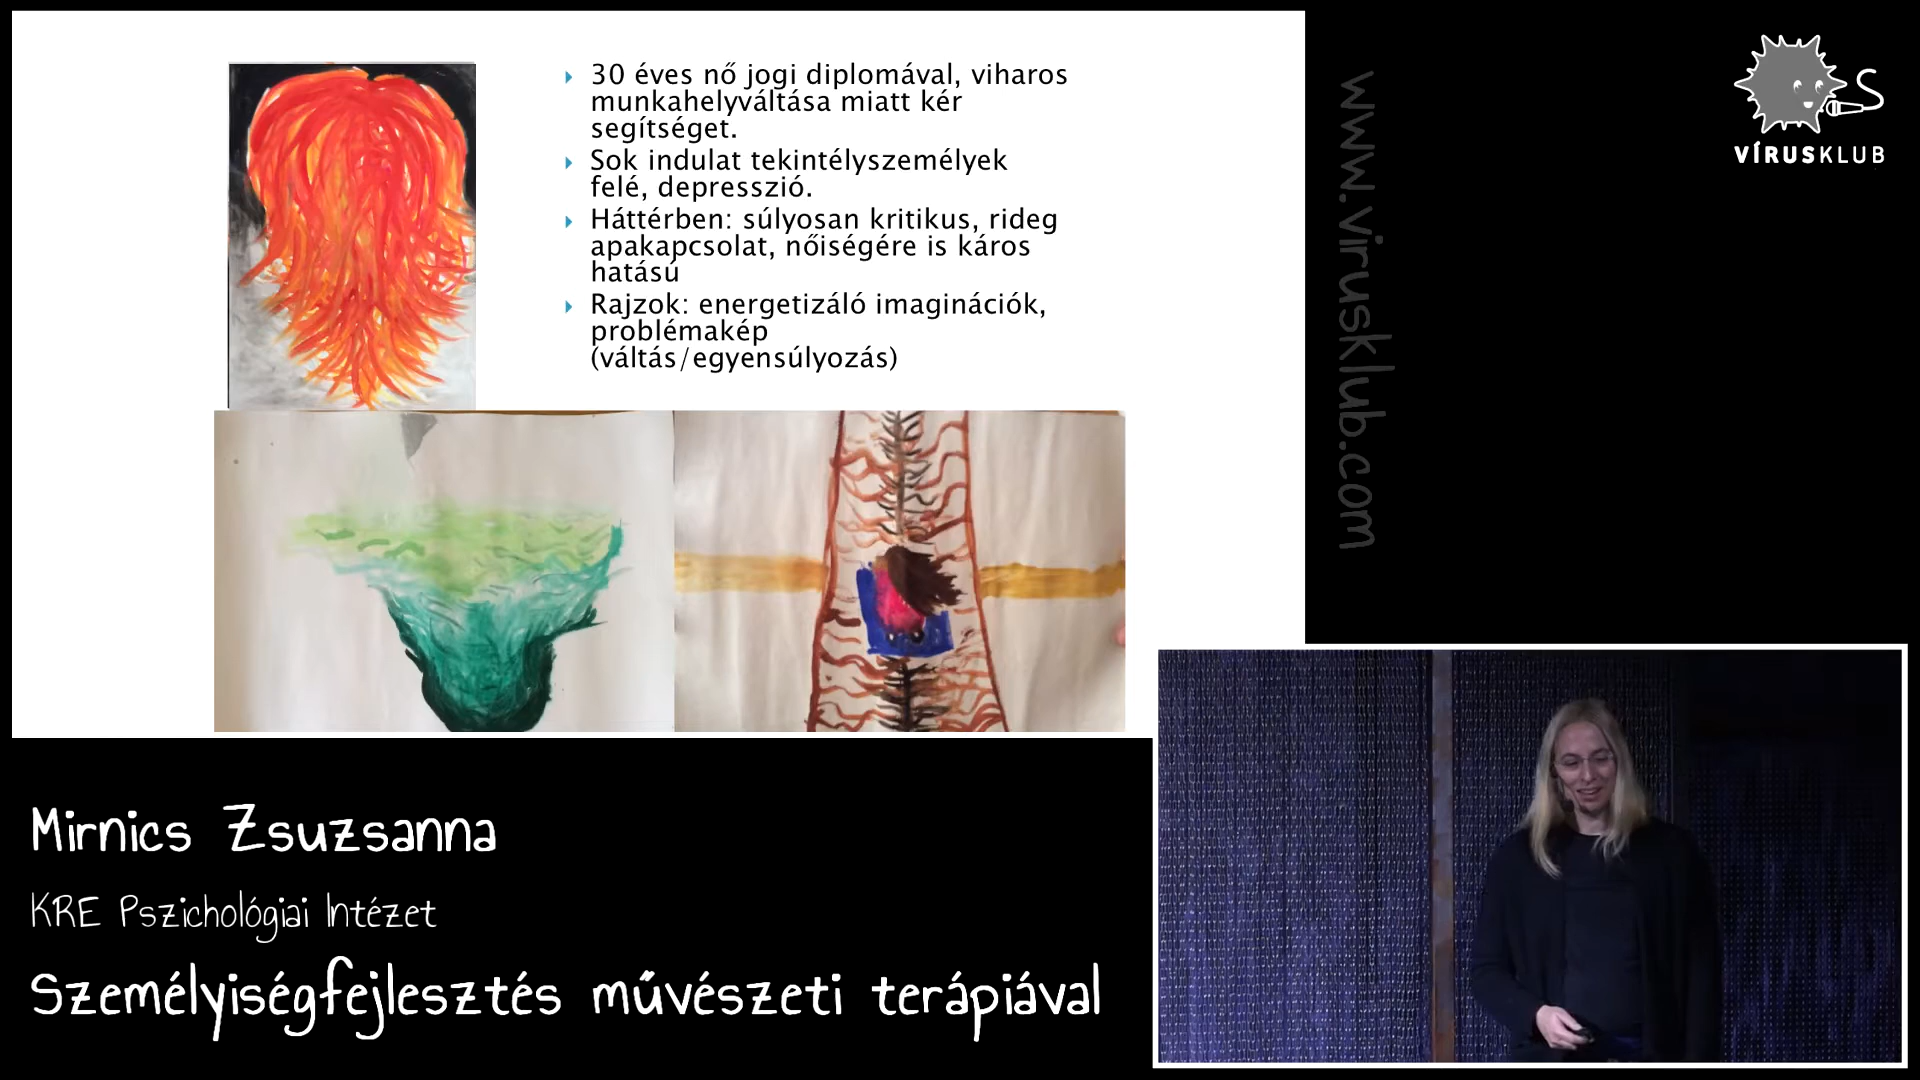 30 éves nő jogi diplomával, viharos
munkahelyváltása miatt kér
segítséget.
Sok indulat tekintélyszemélyek
felé, depresszió.
Háttérben: súlyosan kritikus, rideg
apakapcsolat, nőiségére is káros
hatású
Rajzok: energetizáló imaginációk,
problémakép
(váltás/egyensúlyozás)
www.virusklub.com
VÍRUSKLUB
Mirnics Zsuzsanna
KRE Pszichológiai Intézet
Személyiségfejlesztés művészeti terápiával